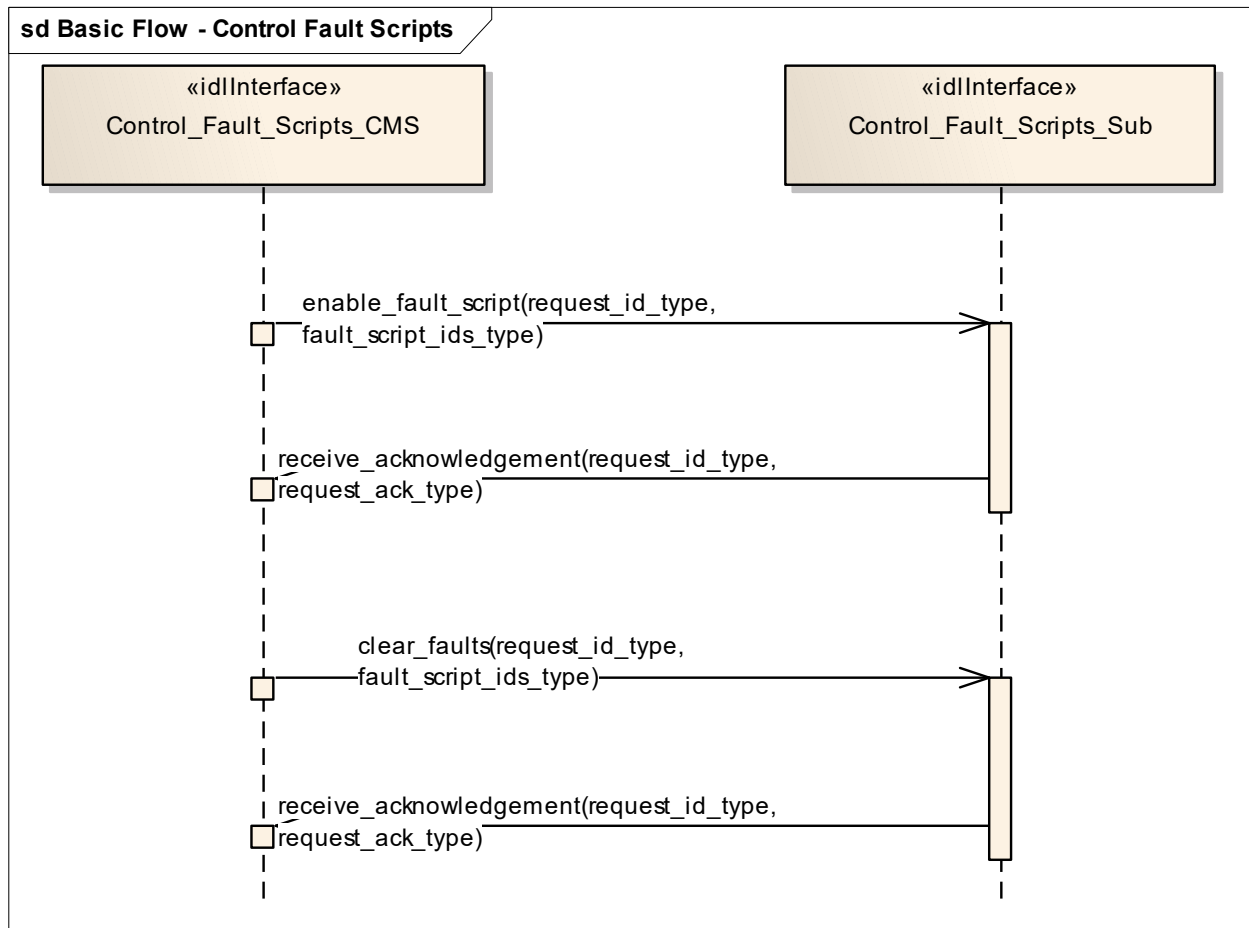 sd Basic Flow - Control Fault Scripts
«idlInterface»
Control_Fault_Scripts_CMS
«idlInterface»
Control_Fault_Scripts_Sub
enable_fault_script(request_id_type,
fault_script_ids_type)
receive_acknowledgement(request_id_type,
request_ack_type)
clear_faults(request_id_type,
fault_script_ids_type)
receive_acknowledgement(request_id_type,
request_ack_type)